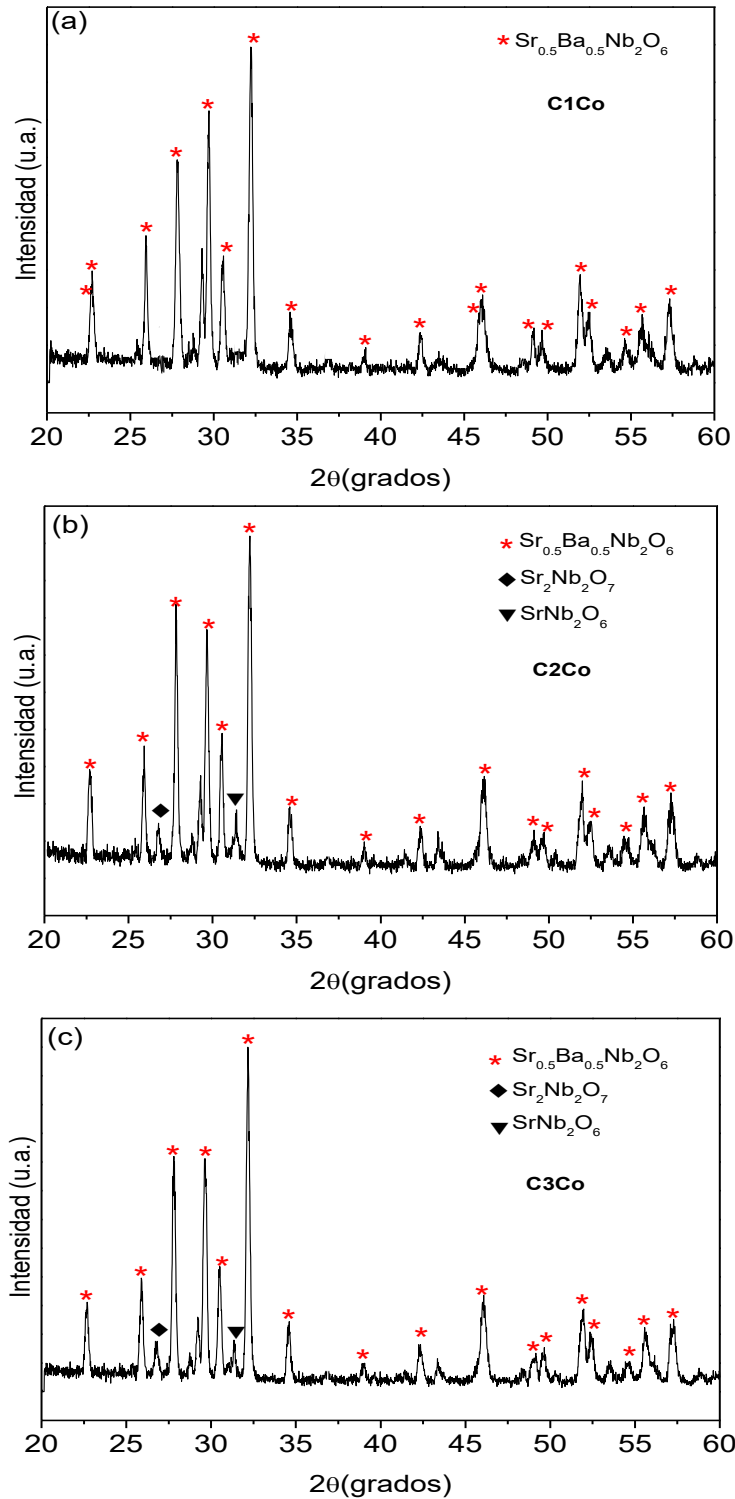 (a)
* Sr0.5Ba0.5Nb2O6
C1Co
Intensidad (u.a.)
20 25 30 35 40 45 50 55 60
2θ(grados)
(b)
* Sr0.5Ba0.5Nb2O6
◆ Sr2Nb2O7
▼ SrNb2O6
C2Co
Intensidad (u.a.)
20 25 30 35 40 45 50 55 60
2θ(grados)
(c)
* Sr0.5Ba0.5Nb2O6
◆ Sr2Nb2O7
▼ SrNb2O6
C3Co
Intensidad (u.a.)
20 25 30 35 40 45 50 55 60
2θ(grados)